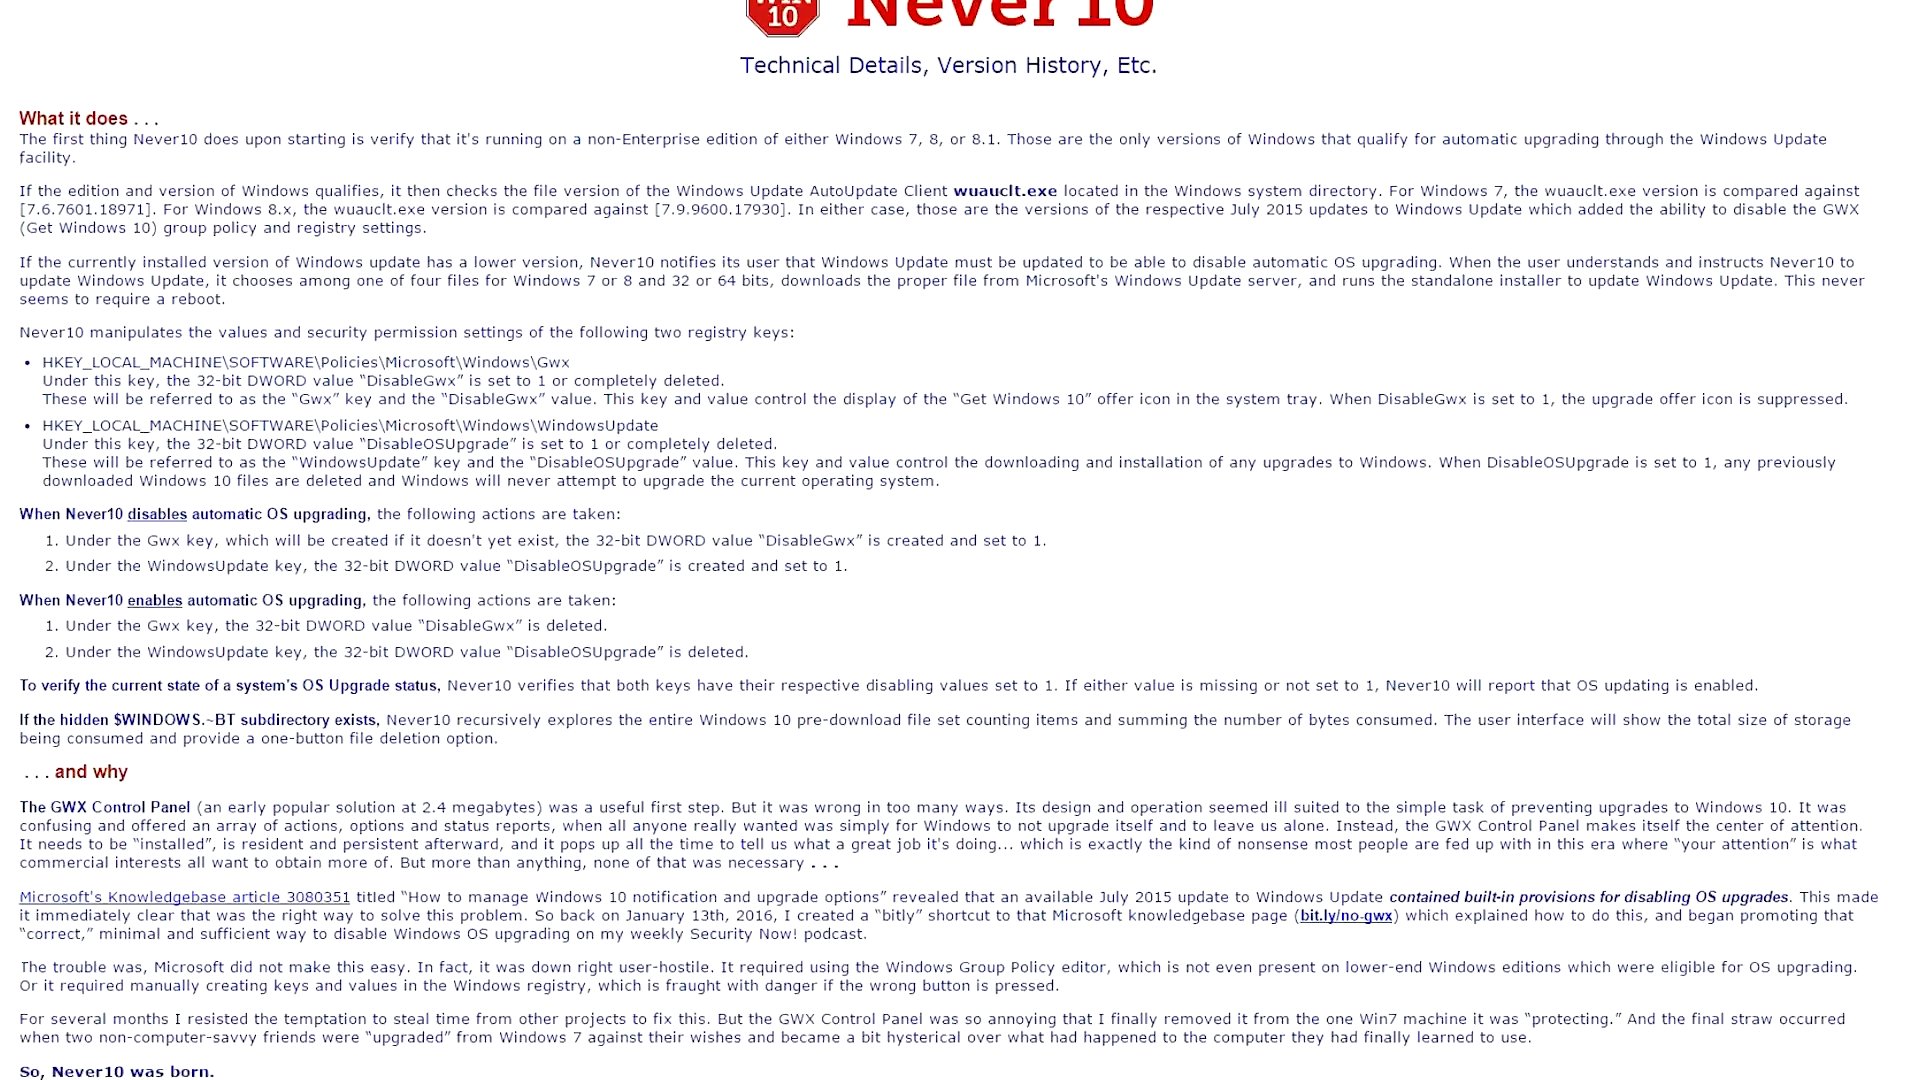 WIN
10
Never10
Technical Details, Version History, Etc.
What it does . . .
The first thing Never10 does upon starting is verify that it's running on a non-Enterprise edition of either Windows 7, 8, or 8.1. Those are the only versions of Windows that qualify for automatic upgrading through the Windows Update
facility.
If the edition and version of Windows qualifies, it then checks the file version of the Windows Update AutoUpdate Client wuauclt.exe located in the Windows system directory. For Windows 7, the wuauclt.exe version is compared against
[7.6.7601.18971]. For Windows 8.x, the wuauclt.exe version is compared against [7.9.9600.17930]. In either case, those are the versions of the respective July 2015 updates to Windows Update which added the ability to disable the GWX
(Get Windows 10) group policy and registry settings.
If the currently installed version of Windows update has a lower version, Never10 notifies its user that Windows Update must be updated to be able to disable automatic OS upgrading. When the user understands and instructs Never10 to
update Windows Update, it chooses among one of four files for Windows 7 or 8 and 32 or 64 bits, downloads the proper file from Microsoft's Windows Update server, and runs the standalone installer to update Windows Update. This never
seems to require a reboot.
Never10 manipulates the values and security permission settings of the following two registry keys:
• HKEY_LOCAL_MACHINE\SOFTWARE\Policies\Microsoft\Windows\Gwx
Under this key, the 32-bit DWORD value “DisableGwx” is set to 1 or completely deleted.
These will be referred to as the “Gwx” key and the “DisableGwx” value. This key and value control the display of the “Get Windows 10” offer icon in the system tray. When DisableGwx is set to 1, the upgrade offer icon is suppressed.
• HKEY_LOCAL_MACHINE\SOFTWARE\Policies\Microsoft\Windows\WindowsUpdate
Under this key, the 32-bit DWORD value “DisableOSUpgrade” is set to 1 or completely deleted.
These will be referred to as the “WindowsUpdate” key and the “DisableOSUpgrade” value. This key and value control the downloading and installation of any upgrades to Windows. When DisableOSUpgrade is set to 1, any previously
downloaded Windows 10 files are deleted and Windows will never attempt to upgrade the current operating system.
When Never10 disables automatic OS upgrading, the following actions are taken:
1. Under the Gwx key, which will be created if it doesn't yet exist, the 32-bit DWORD value “DisableGwx” is created and set to 1.
2. Under the WindowsUpdate key, the 32-bit DWORD value “DisableOSUpgrade” is created and set to 1.
When Never10 enables automatic OS upgrading, the following actions are taken:
1. Under the Gwx key, the 32-bit DWORD value “DisableGwx” is deleted.
2. Under the WindowsUpdate key, the 32-bit DWORD value “DisableOSUpgrade” is deleted.
To verify the current state of a system's OS Upgrade status, Never10 verifies that both keys have their respective disabling values set to 1. If either value is missing or not set to 1, Never10 will report that OS updating is enabled.
If the hidden $WINDOWS.~BT subdirectory exists, Never10 recursively explores the entire Windows 10 pre-download file set counting items and summing the number of bytes consumed. The user interface will show the total size of storage
being consumed and provide a one-button file deletion option.
. . . and why
The GWX Control Panel (an early popular solution at 2.4 megabytes) was a useful first step. But it was wrong in too many ways. Its design and operation seemed ill suited to the simple task of preventing upgrades to Windows 10. It was
confusing and offered an array of actions, options and status reports, when all anyone really wanted was simply for Windows to not upgrade itself and to leave us alone. Instead, the GWX Control Panel makes itself the center of attention.
It needs to be “installed”, is resident and persistent afterward, and it pops up all the time to tell us what a great job it's doing... which is exactly the kind of nonsense most people are fed up with in this era where “your attention” is what
commercial interests all want to obtain more of. But more than anything, none of that was necessary . . .
Microsoft's Knowledgebase article 3080351 titled “How to manage Windows 10 notification and upgrade options” revealed that an available July 2015 update to Windows Update contained built-in provisions for disabling OS upgrades. This made
it immediately clear that was the right way to solve this problem. So back on January 13th, 2016, I created a “bitly” shortcut to that Microsoft knowledgebase page (bit.ly/no-gwx) which explained how to do this, and began promoting that
“correct,” minimal and sufficient way to disable Windows OS upgrading on my weekly Security Now! podcast.
The trouble was, Microsoft did not make this easy. In fact, it was down right user-hostile. It required using the Windows Group Policy editor, which is not even present on lower-end Windows editions which were eligible for OS upgrading.
Or it required manually creating keys and values in the Windows registry, which is fraught with danger if the wrong button is pressed.
For several months I resisted the temptation to steal time from other projects to fix this. But the GWX Control Panel was so annoying that I finally removed it from the one Win7 machine it was “protecting.” And the final straw occurred
when two non-computer-savvy friends were “upgraded” from Windows 7 against their wishes and became a bit hysterical over what had happened to the computer they had finally learned to use.
So, Never10 was born.